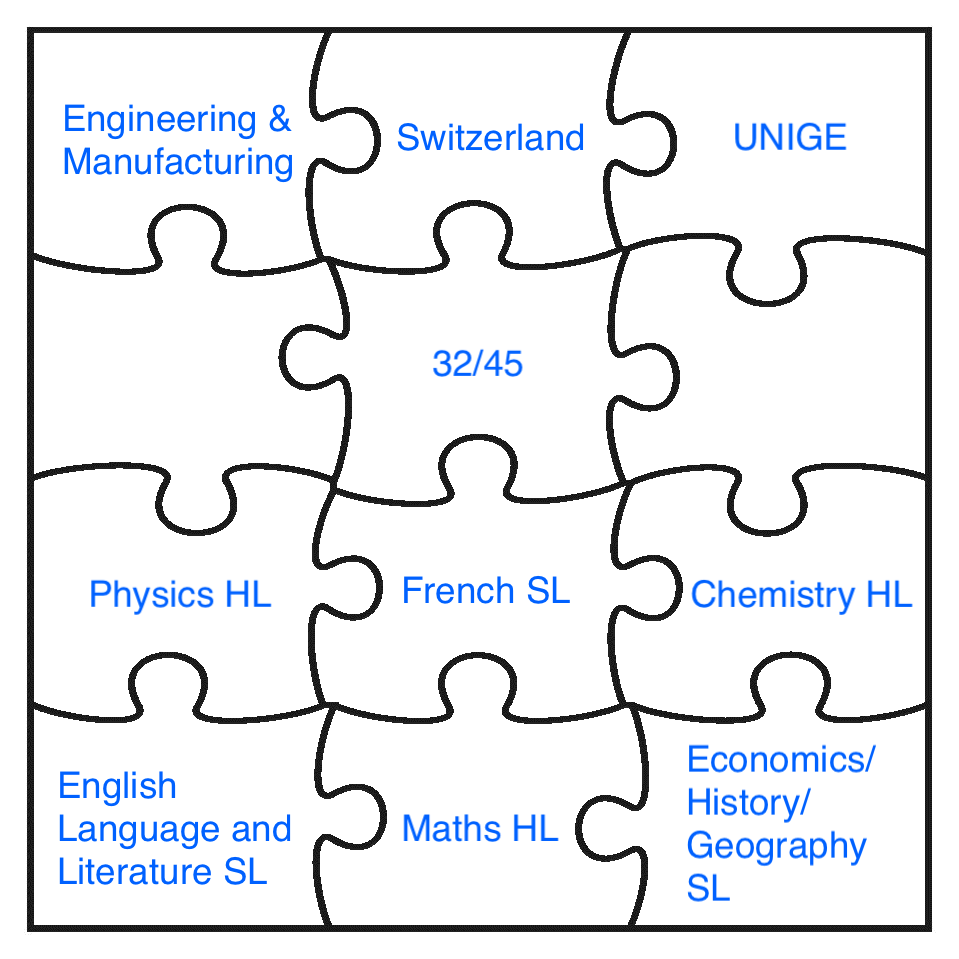 Engineering &
Manufacturing
Switzerland
UNIGE
32/45
Physics HL
French SL
Chemistry HL
English
Language and
Literature SL
Maths HL
Economics/
History/
Geography
SL